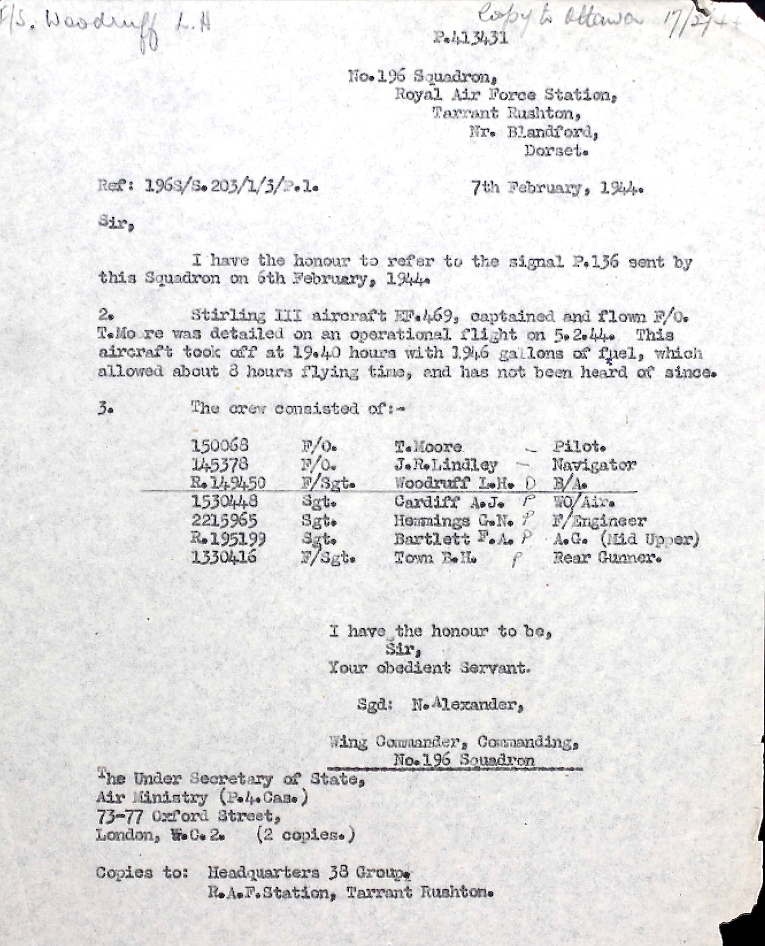 F/S. Woodruff L.H
Copy to Ottawa 17/2/44
P.413431
No.196 Squadron,
Royal Air Force Station,
Tarrant Rushton,
Nr. Blandford,
Dorset.
Ref: 196S/S.203/1/3/P.1.
7th February, 1944.
Sir,
I have the honour to refer to the signal P.136 sent by
this Squadron on 6th February, 1944.
2. Stirling III aircraft EF.469, captained and flown F/O.
T.Moore was detailed on an operational flight on 5.2.44. This
aircraft took off at 19.40 hours with 1946 gallons of fuel, which
allowed about 8 hours flying time, and has not been heard of since.
3. The crew consisted of:-
150068 F/O. T.Moore — Pilot.
145378 F/O. J.R.Lindley — Navigator
R.149450 F/Sgt. Woodruff L.H. D B/A.
1530448 Sgt. Cardiff A.J. P WO/Air.
2215965 Sgt. Hemmings G.N. P F/Engineer
R.195199 Sgt. Bartlett F.A. P A.G. (Mid Upper)
1330416 F/Sgt. Town B.H. P Rear Gunner.
I have the honour to be,
Sir,
Your obedient Servant.
Sgd: N.Alexander,
Wing Commander, Commanding,
No.196 Squadron
The Under Secretary of State,
Air Ministry (P.4.Cas.)
73-77 Oxford Street,
London, W.C.2. (2 copies.)
Copies to: Headquarters 38 Group.
R.A.F.Station, Tarrant Rushton.